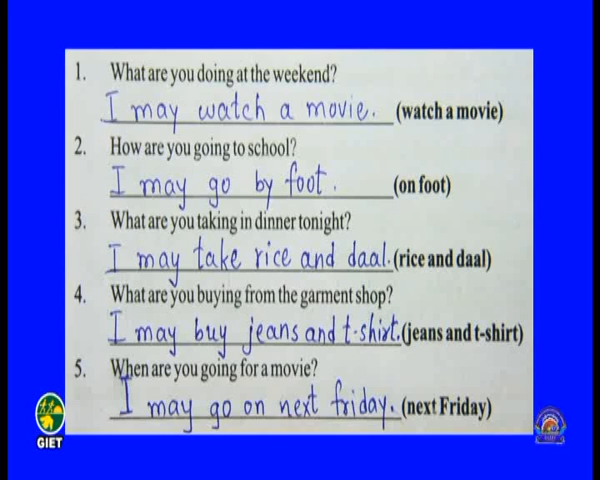 1. What are you doing at the weekend?
I may watch a movie. (watch a movie)
2. How are you going to school?
I may go by foot. (on foot)
3. What are you taking in dinner tonight?
I may take rice and daal. (rice and daal)
4. What are you buying from the garment shop?
I may buy jeans and t-shirt. (jeans and t-shirt)
5. When are you going for a movie?
I may go on next friday. (next Friday)
GIET